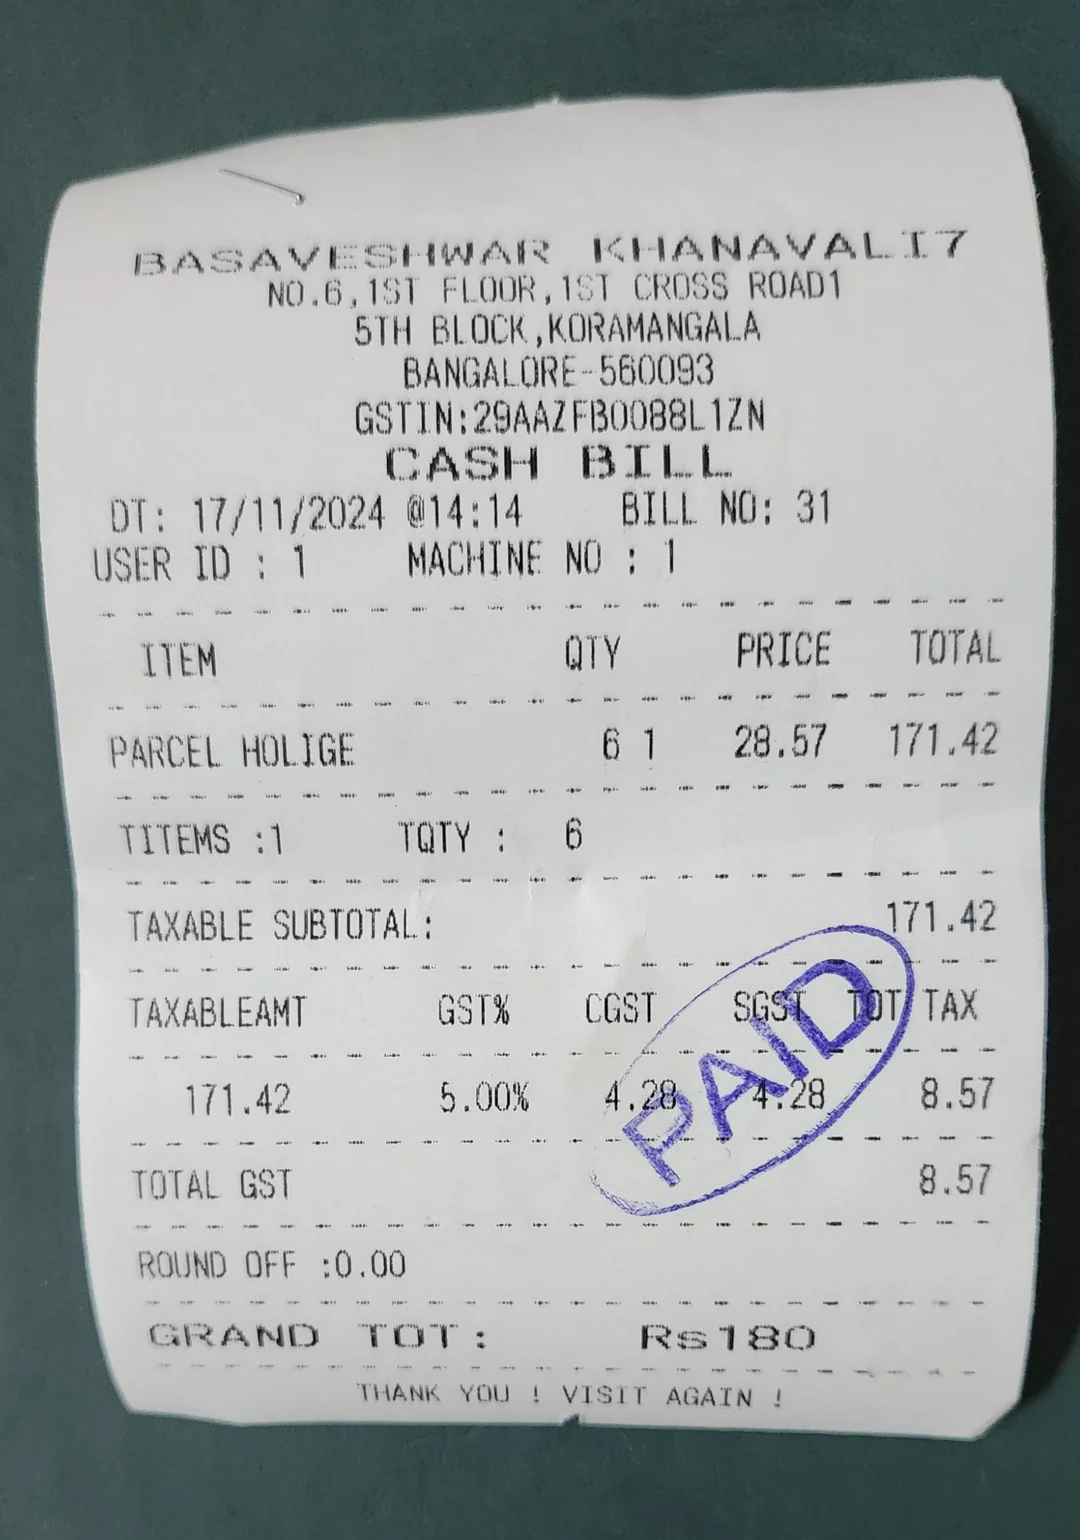 BASAVESHWAR KHANAVALI7
NO.6,1ST FLOOR,1ST CROSS ROAD1
5TH BLOCK,KORAMANGALA
BANGALORE-560093
GSTIN:29AAZFB0088L1ZN
CASH BILL
DT: 17/11/2024 @14:14 BILL NO: 31
USER ID : 1 MACHINE NO : 1
ITEM QTY PRICE TOTAL
PARCEL HOLIGE 6 1 28.57 171.42
TITEMS :1 TQTY : 6
TAXABLE SUBTOTAL: 171.42
TAXABLEAMT GST% CGST SGST TOT TAX
171.42 5.00% 4.28 4.28 8.57
PAID
TOTAL GST 8.57
ROUND OFF :0.00
GRAND TOT: Rs180
THANK YOU ! VISIT AGAIN !